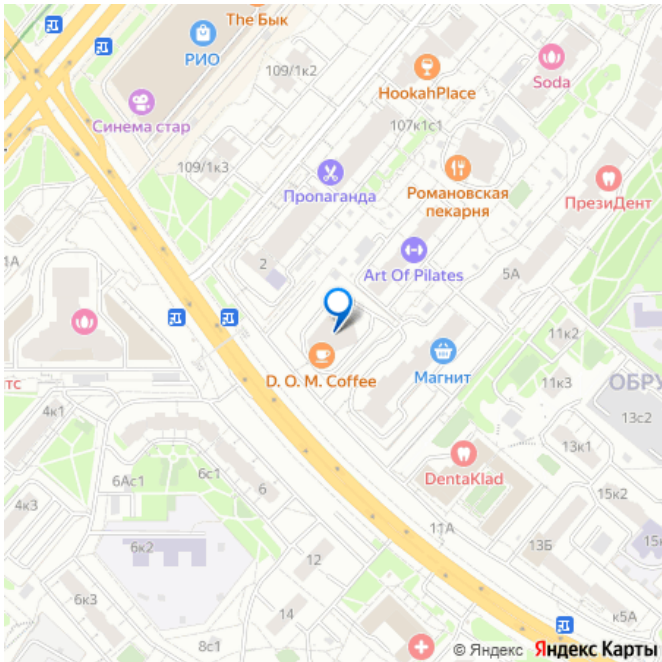 The Бык
РИО
109/1к2
Soda
HookahPlace
Синема стар
107к1с1
109/1к3
Пропаганда
Романовская
пекарня
ПрезиДент
2
Art Of Pilates
5А
1А
11к2
D. O. M. Coffee
Магнит
11к3
ОБРУ
тс
4к1
13с2
13к1
6с1
6Ас1
DentaKlad
6
15к2
4к3
11А
6к2
13Б
15к
12
6к3
14
к5А
8с1
© Яндекс Яндекс Карты